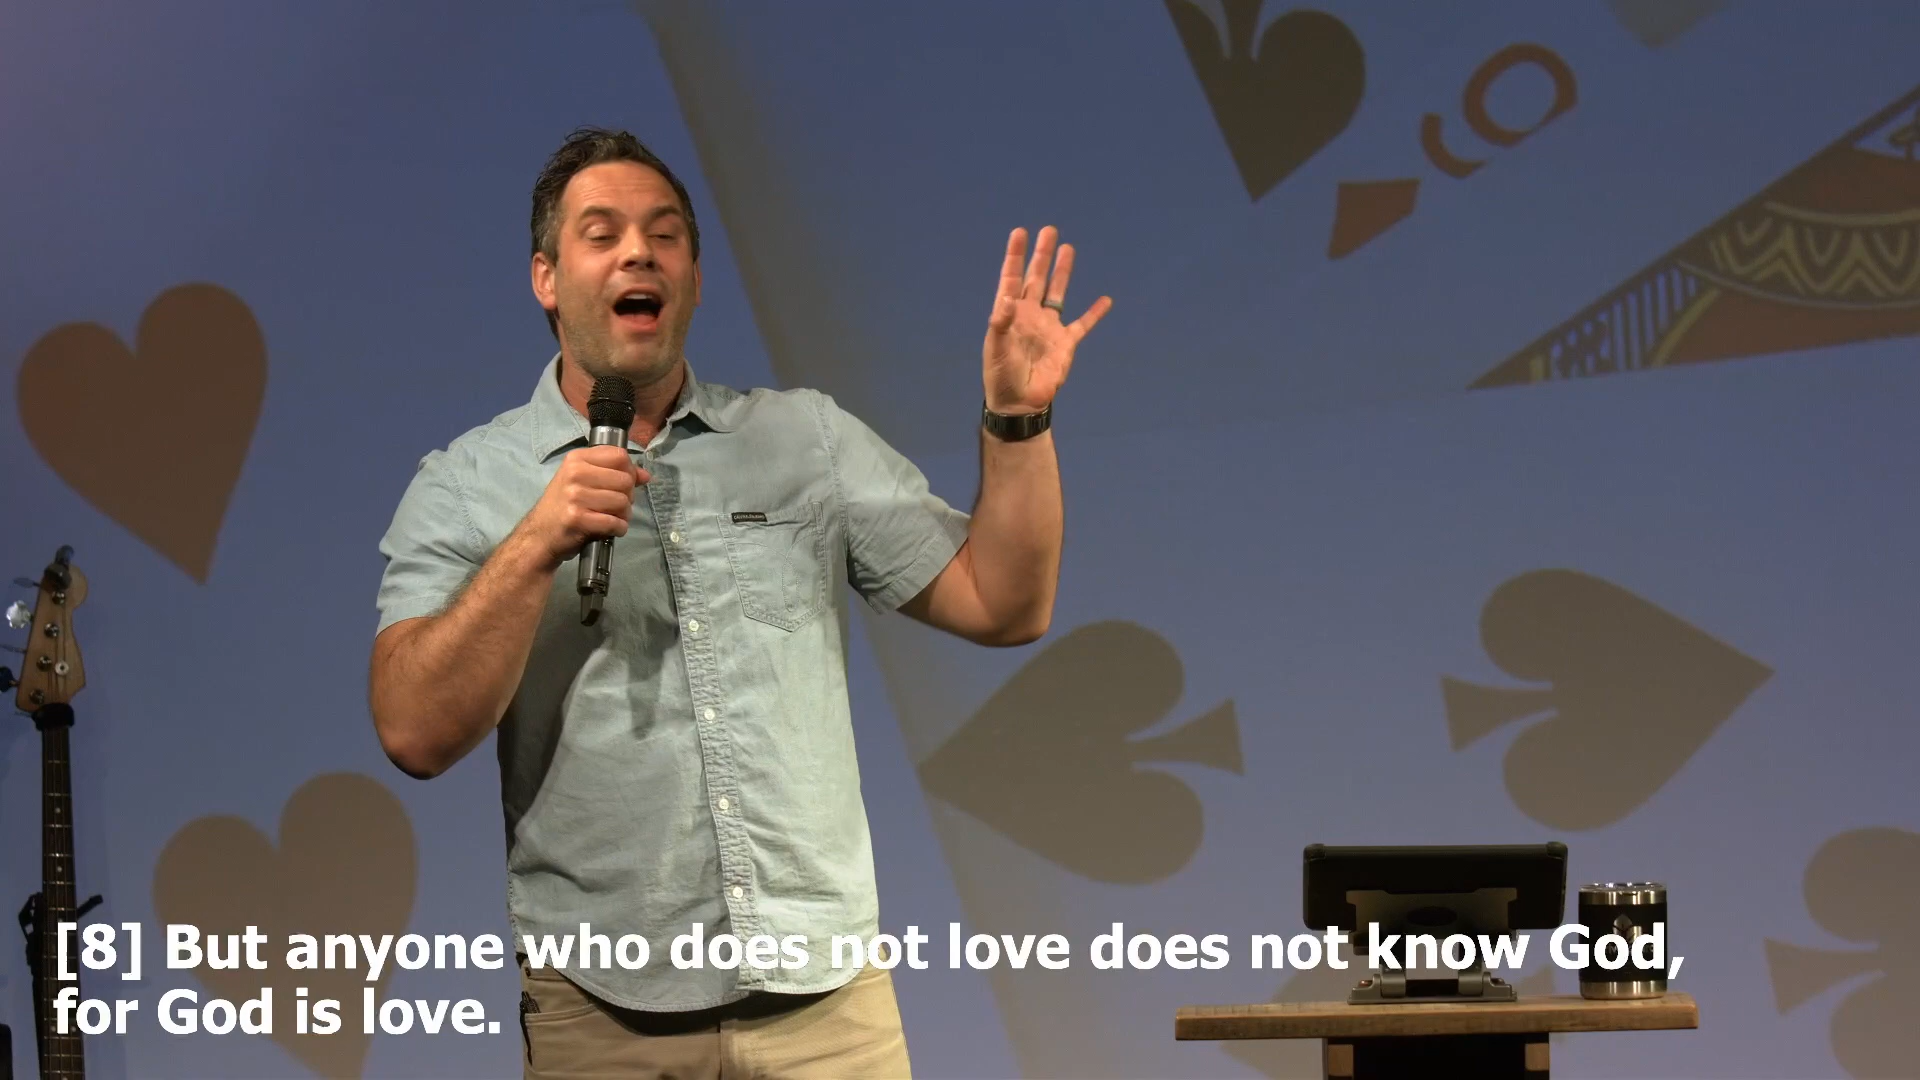 [8] But anyone who does not love does not know God,
for God is love.